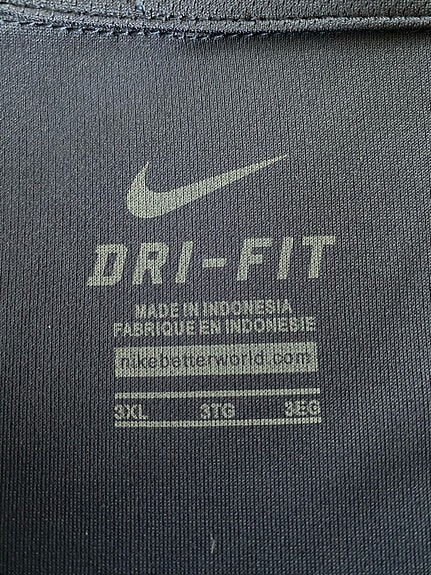 DRI-FIT
MADE IN INDONESIA
FABRIQUE EN INDONESIE
nikebetterworld.com
3XL 3TG 3EG